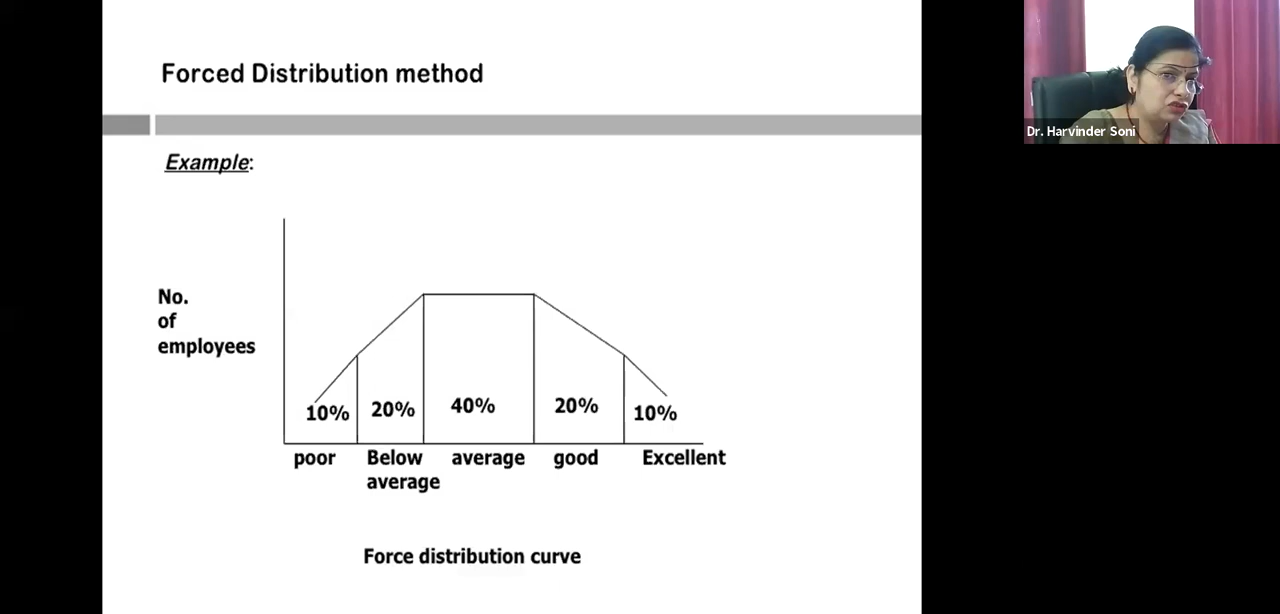 Forced Distribution method
Dr. Harvinder Soni
Example:
No.
of
employees
10%
20%
40%
20%
10%
poor
Below
average
average
good
Excellent
Force distribution curve